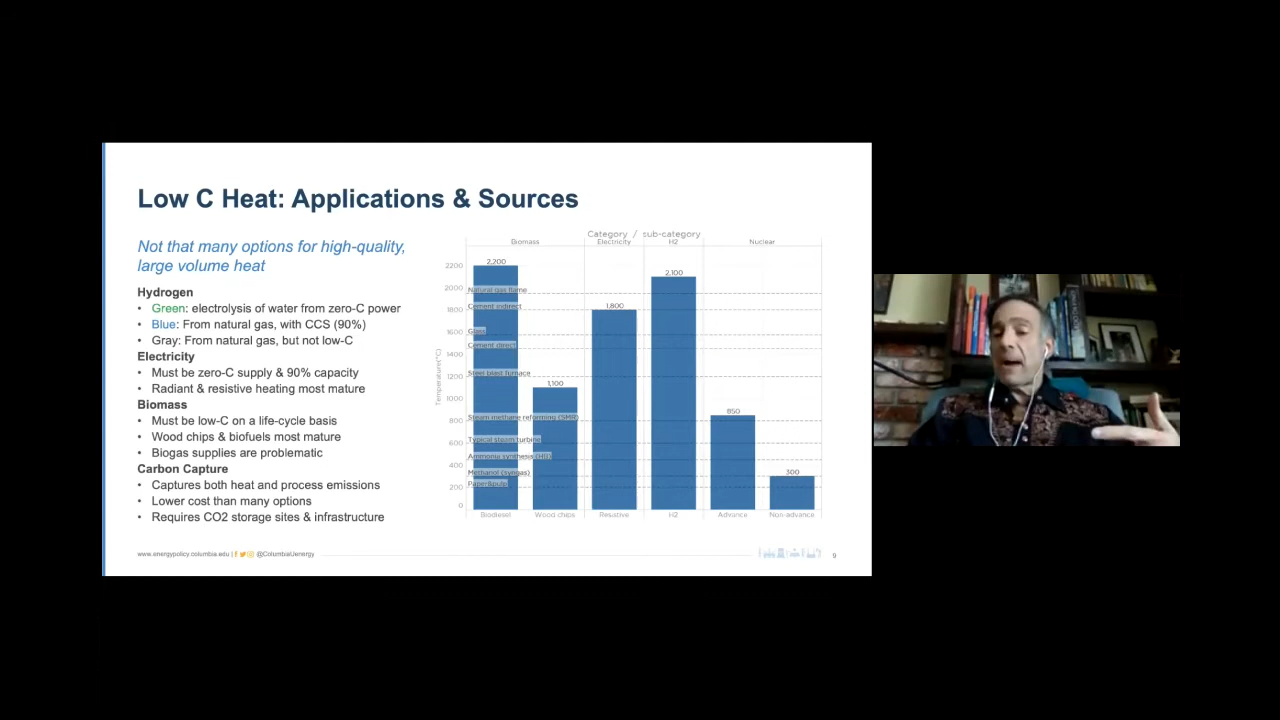 Low C Heat: Applications & Sources
Not that many options for high-quality,
large volume heat
Hydrogen
• Green: electrolysis of water from zero-C power
• Blue: From natural gas, with CCS (90%)
• Gray: From natural gas, but not low-C
Electricity
• Must be zero-C supply & 90% capacity
• Radiant & resistive heating most mature
Biomass
• Must be low-C on a life-cycle basis
• Wood chips & biofuels most mature
• Biogas supplies are problematic
Carbon Capture
• Captures both heat and process emissions
• Lower cost than many options
• Requires CO2 storage sites & infrastructure
Category / sub-category
Biomass Electricity H2 Nuclear
Temperature(°C)
2200
2000
1800
1600
1400
1200
1000
800
600
400
200
0
2,200
1,100
1,800
2,100
850
300
Natural gas flame
Cement indirect
Glass
Cement direct
Steel blast furnace
Steam methane reforming (SMR)
Typical steam turbine
Ammonia synthesis (HB)
Methanol (syngas)
Paper&pulp
Biodiesel Wood chips Resistive H2 Advance Non-advance
www.energypolicy.columbia.edu | @ColumbiaUenergy
9